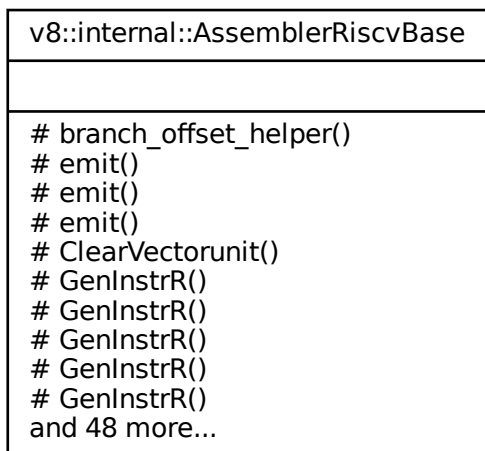 v8::internal::AssemblerRiscvBase
# branch_offset_helper()
# emit()
# emit()
# emit()
# ClearVectorunit()
# GenInstrR()
# GenInstrR()
# GenInstrR()
# GenInstrR()
# GenInstrR()
and 48 more...